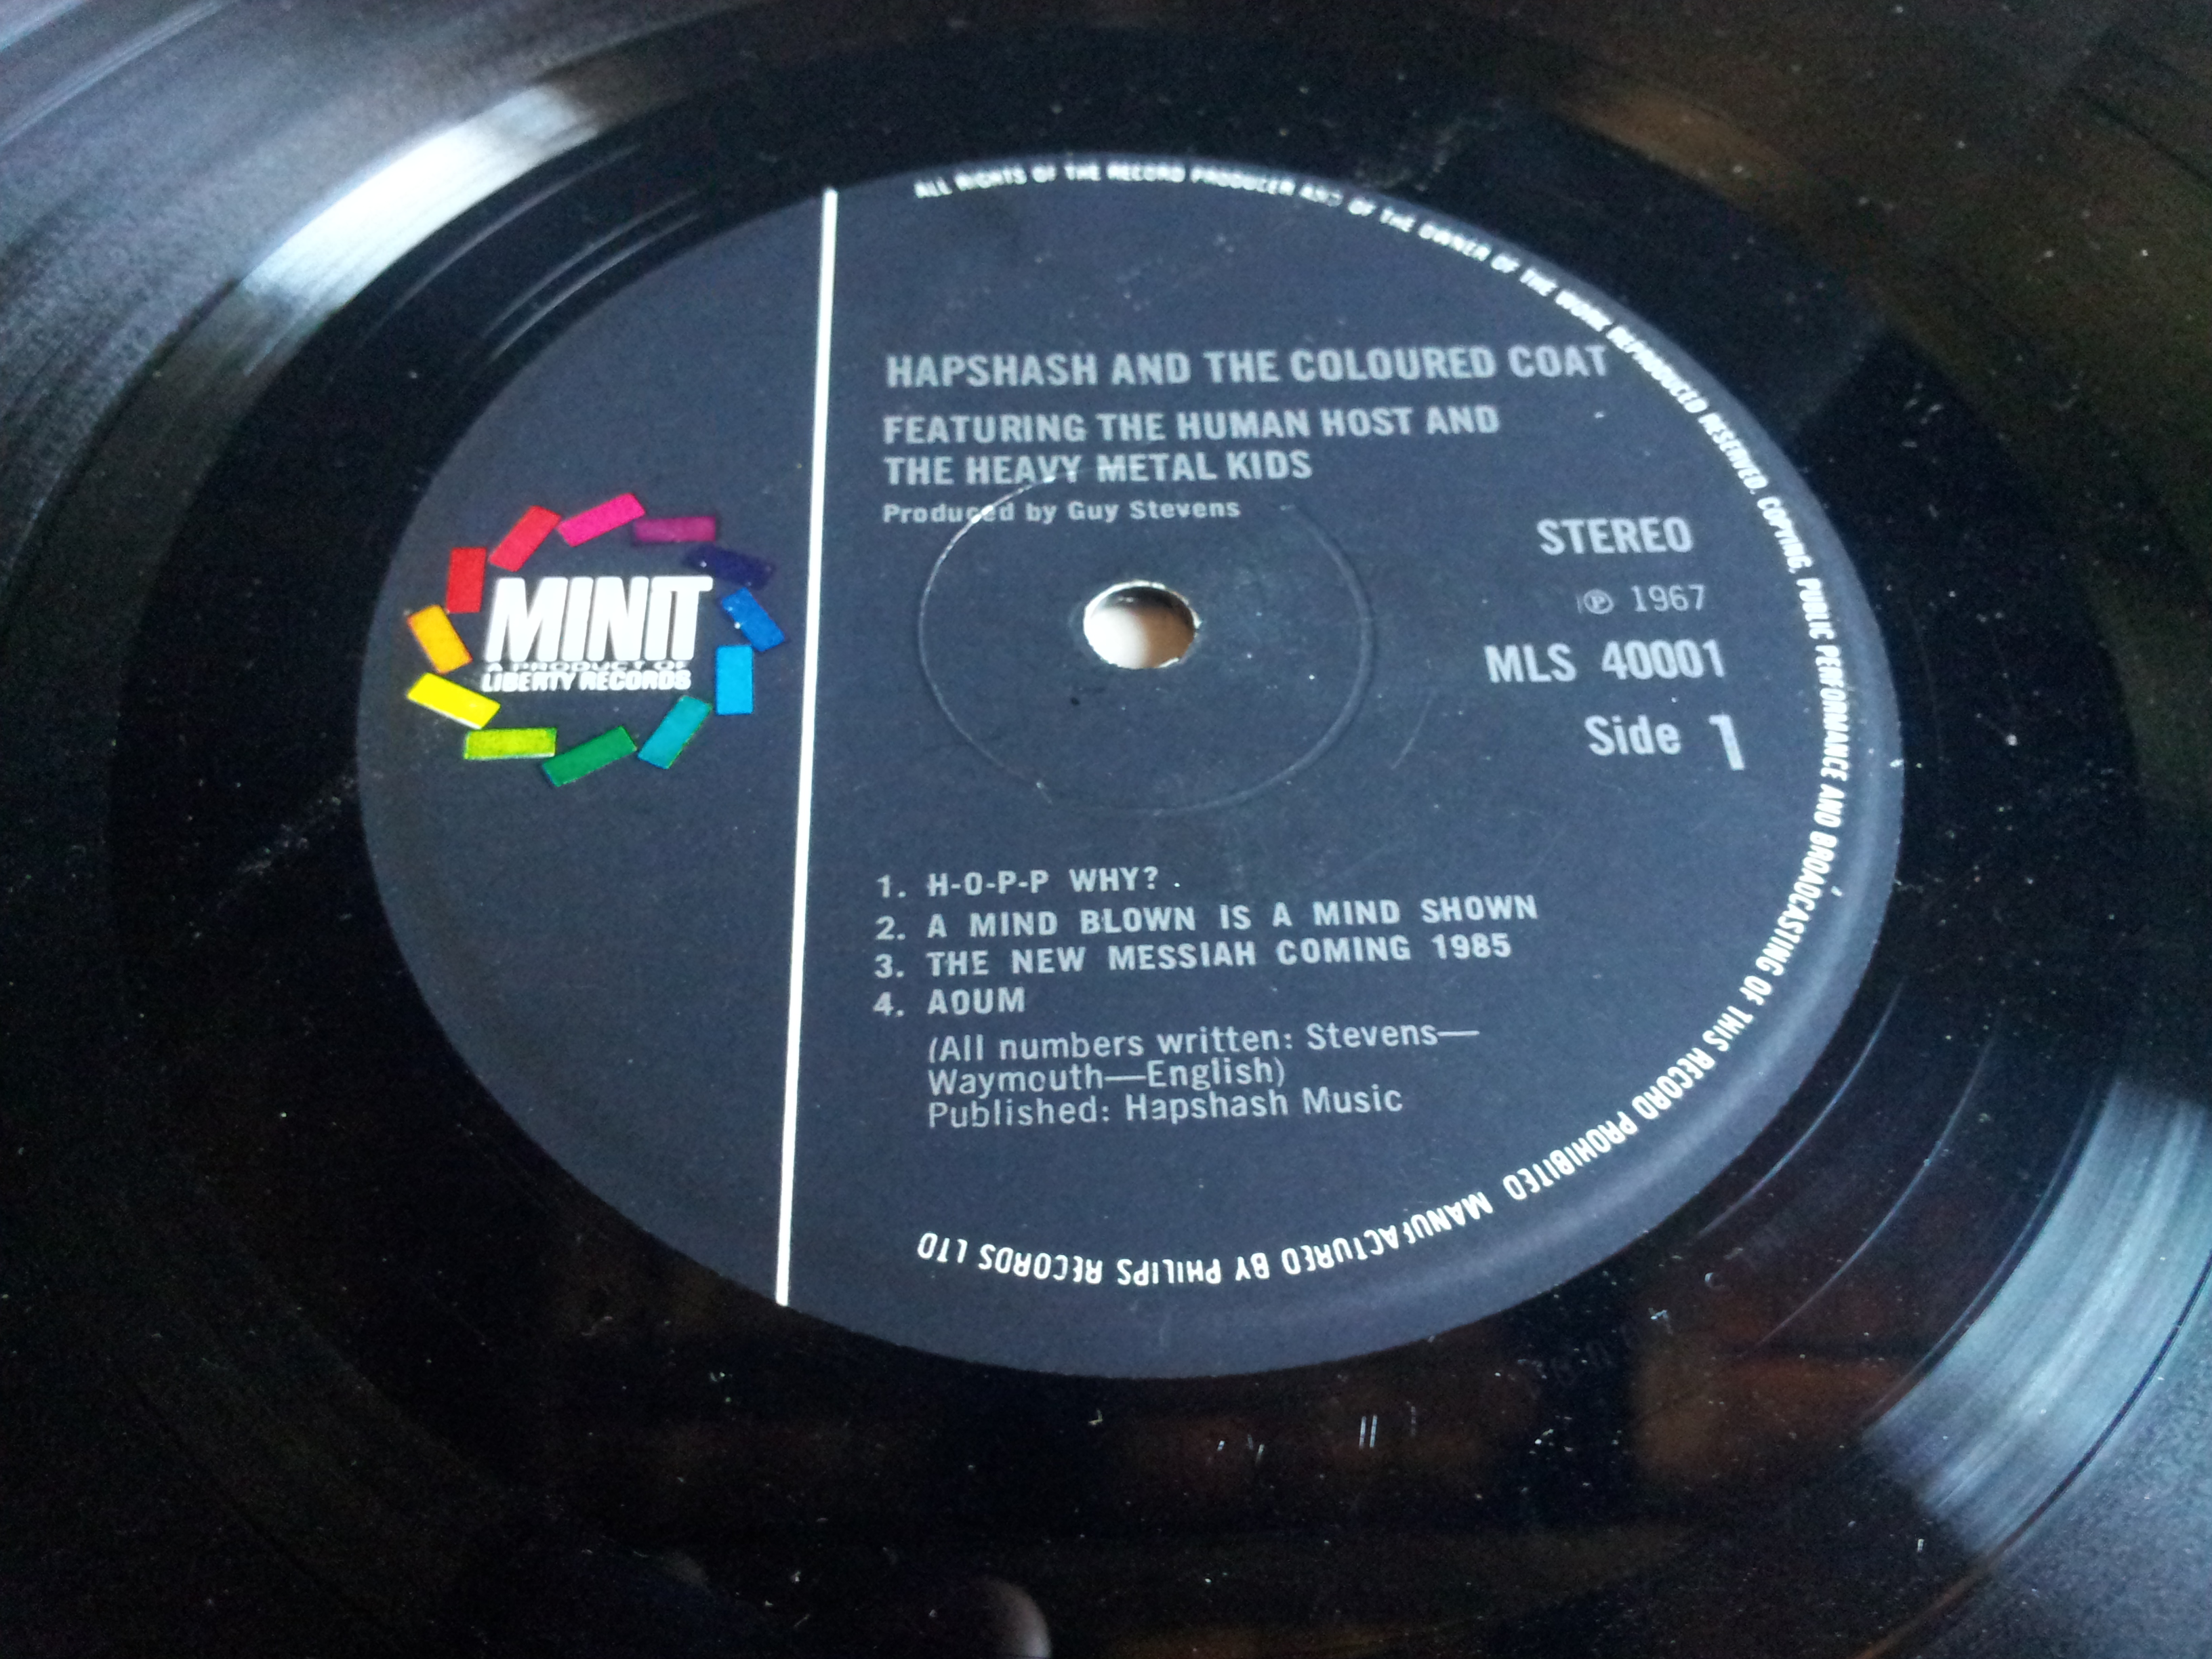 MINIT
A PRODUCT OF
LIBERTY RECORDS
HAPSHASH AND THE COLOURED COAT
FEATURING THE HUMAN HOST AND
THE HEAVY METAL KIDS
Produced by Guy Stevens
STEREO
℗ 1967
MLS 40001
Side 1
1. H-O-P-P WHY?
2. A MIND BLOWN IS A MIND SHOWN
3. THE NEW MESSIAH COMING 1985
4. AOUM
(All numbers written: Stevens—
Waymouth—English)
Published: Hapshash Music
ALL RIGHTS OF THE RECORD PRODUCER AND OF THE OWNER OF THE WORK REPRODUCED RESERVED. COPYING, PUBLIC PERFORMANCE AND BROADCASTING OF THIS RECORD PROHIBITED MANUFACTURED BY PHILIPS RECORDS LTD